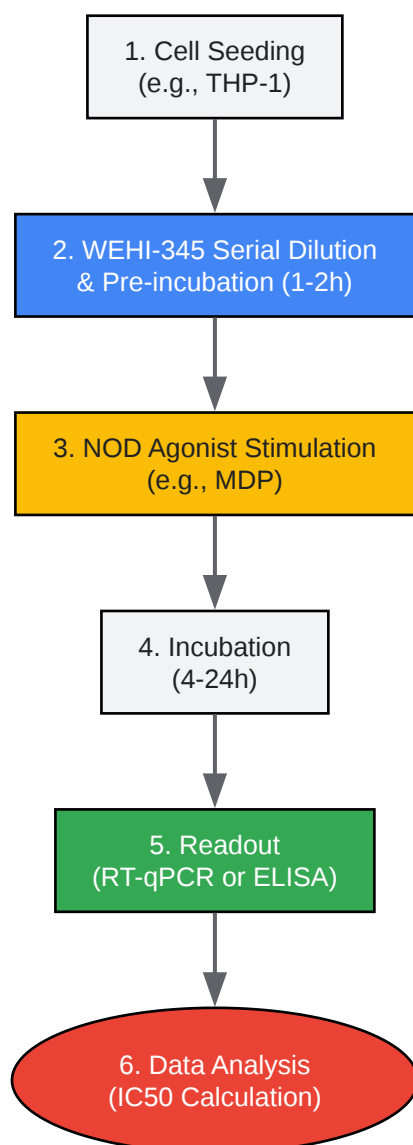 1. Cell Seeding
(e.g., THP-1)
2. WEHI-345 Serial Dilution
& Pre-incubation (1-2h)
3. NOD Agonist Stimulation
(e.g., MDP)
4. Incubation
(4-24h)
5. Readout
(RT-qPCR or ELISA)
6. Data Analysis
(IC50 Calculation)